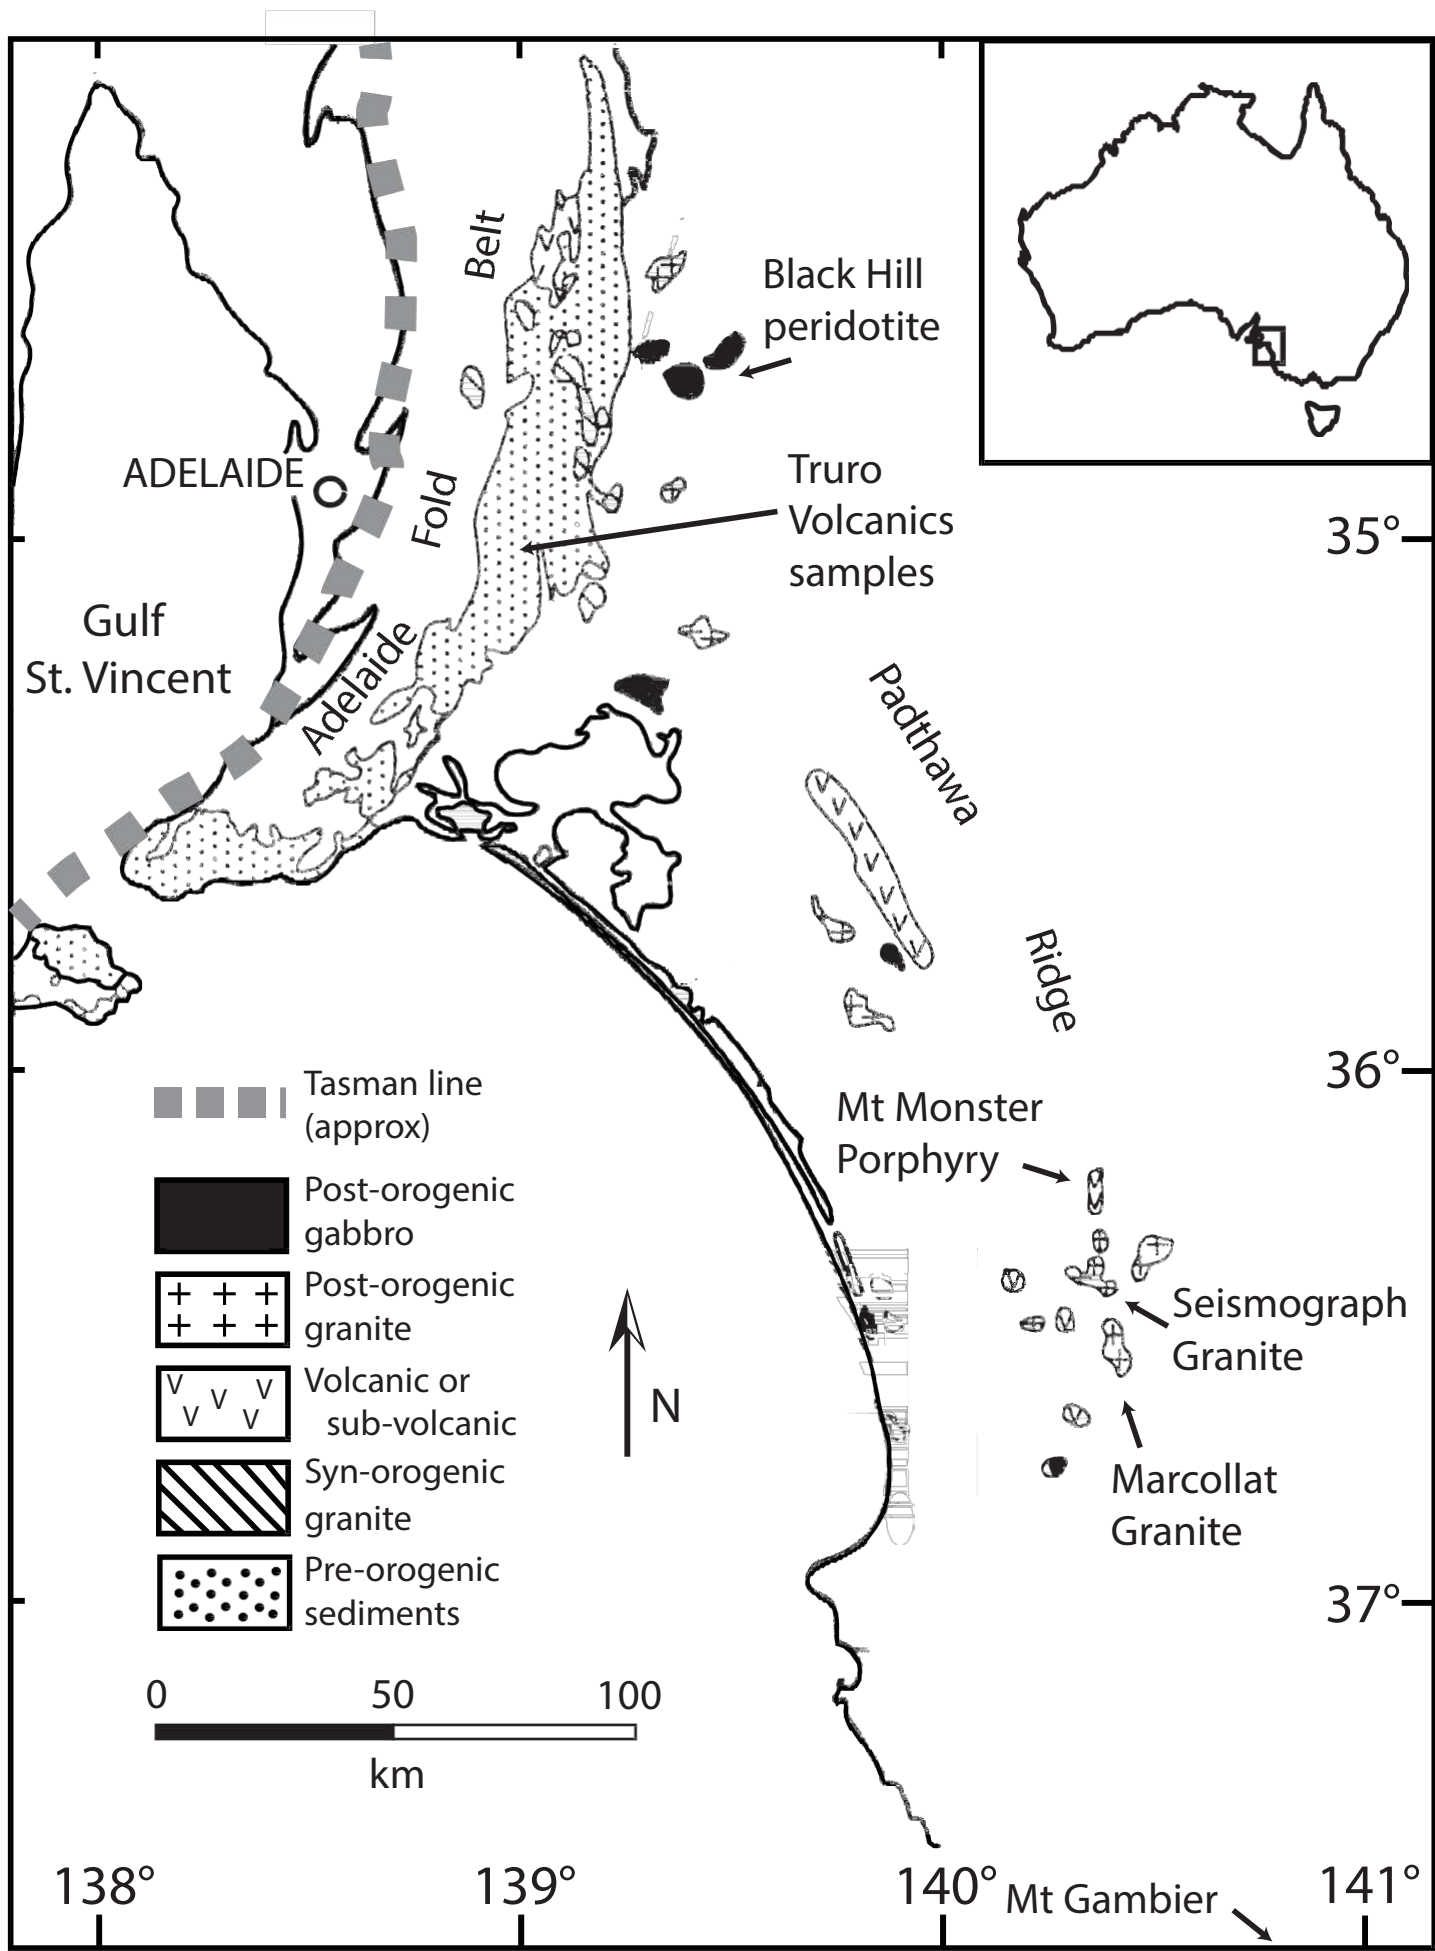 Belt
Black Hill
peridotite
ADELAIDE
Fold
Truro
Volcanics
samples
35°
Gulf
St. Vincent
Adelaide
Padthawa
Ridge
36°
Tasman line
(approx)
Mt Monster
Porphyry
Post-orogenic
gabbro
Post-orogenic
granite
Seismograph
Granite
Volcanic or
sub-volcanic
N
Syn-orogenic
granite
Marcollat
Granite
Pre-orogenic
sediments
37°
0 50 100
km
138° 139° 140° 141°
Mt Gambier